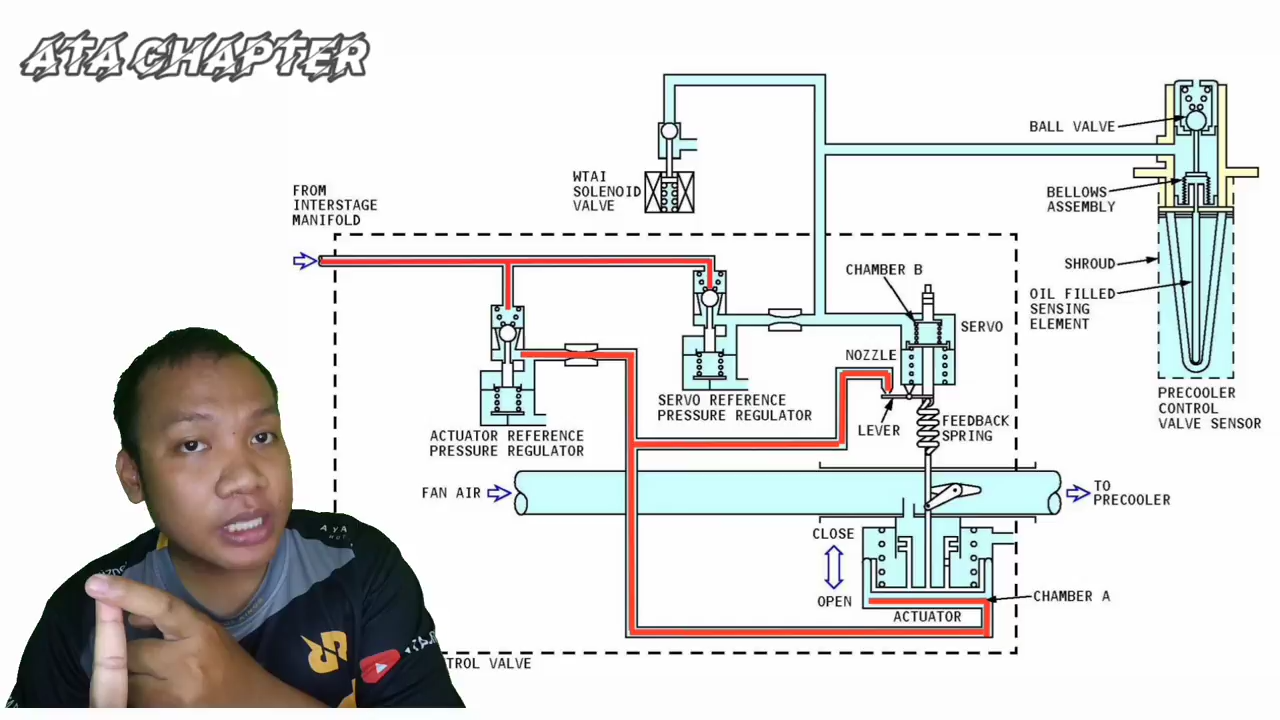 ATA CHAPTER
FROM
INTERSTAGE
MANIFOLD
WTAI
SOLENOID
VALVE
BALL VALVE
BELLOWS
ASSEMBLY
SHROUD
OIL FILLED
SENSING
ELEMENT
PRECOOLER
CONTROL
VALVE SENSOR
CHAMBER B
SERVO
NOZZLE
LEVER
FEEDBACK
SPRING
SERVO REFERENCE
PRESSURE REGULATOR
ACTUATOR REFERENCE
PRESSURE REGULATOR
FAN AIR
TO
PRECOOLER
CLOSE
OPEN
ACTUATOR
CHAMBER A
TROL VALVE